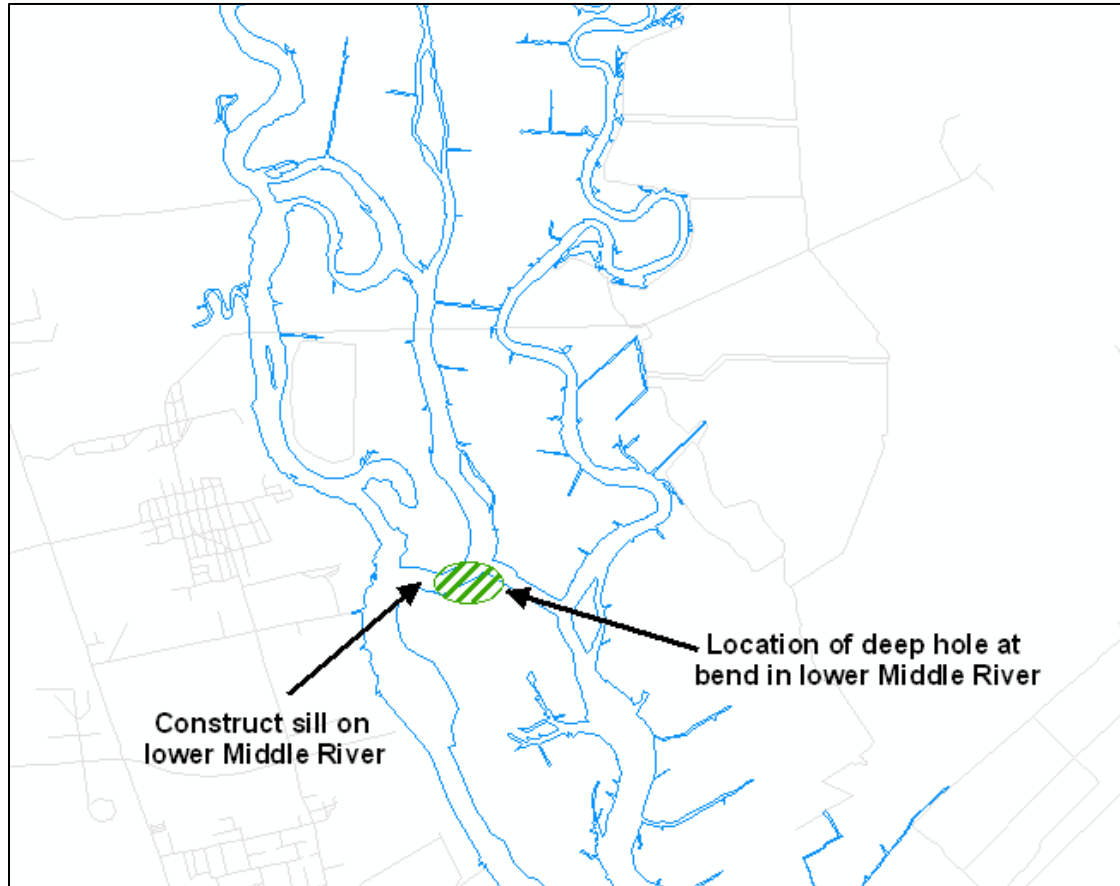 Location of deep hole at
bend in lower Middle River
Construct sill on
lower Middle River